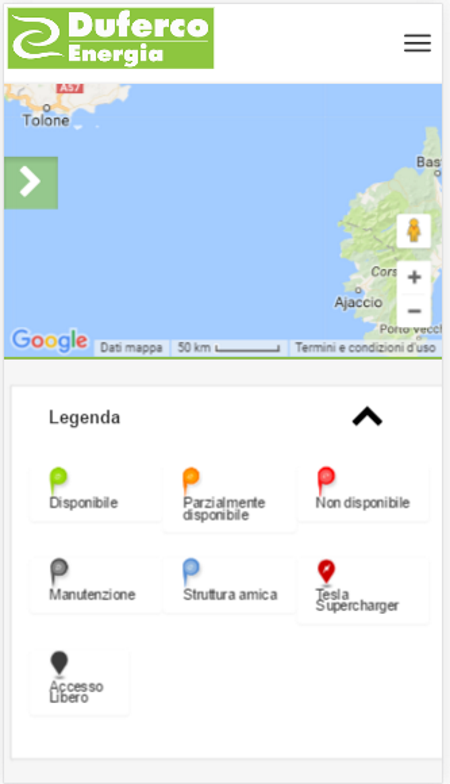 Duferco
Energia
A57
Tolone
Bas
Cors
Ajaccio
Porto Vecch
Google Dati mappa 50 km Termini e condizioni d'uso
Legenda
Disponibile
Parzialmente
disponibile
Non disponibile
Manutenzione
Struttura amica
Tesla
Supercharger
Accesso
Libero